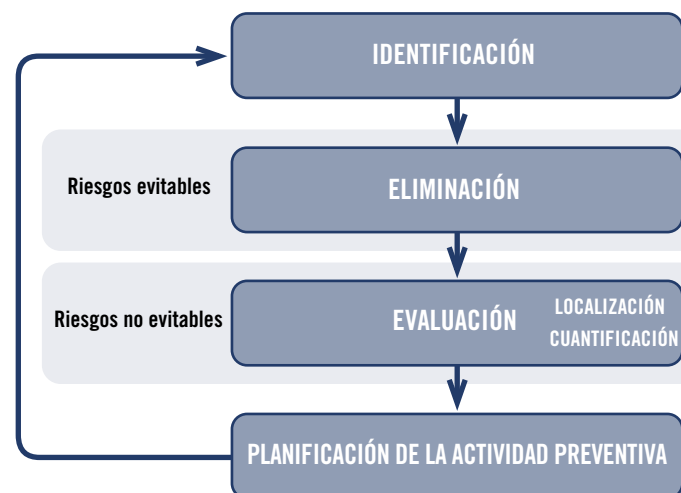 IDENTIFICACIÓN
Riesgos evitables
ELIMINACIÓN
Riesgos no evitables
EVALUACIÓN
LOCALIZACIÓN
CUANTIFICACIÓN
PLANIFICACIÓN DE LA ACTIVIDAD PREVENTIVA